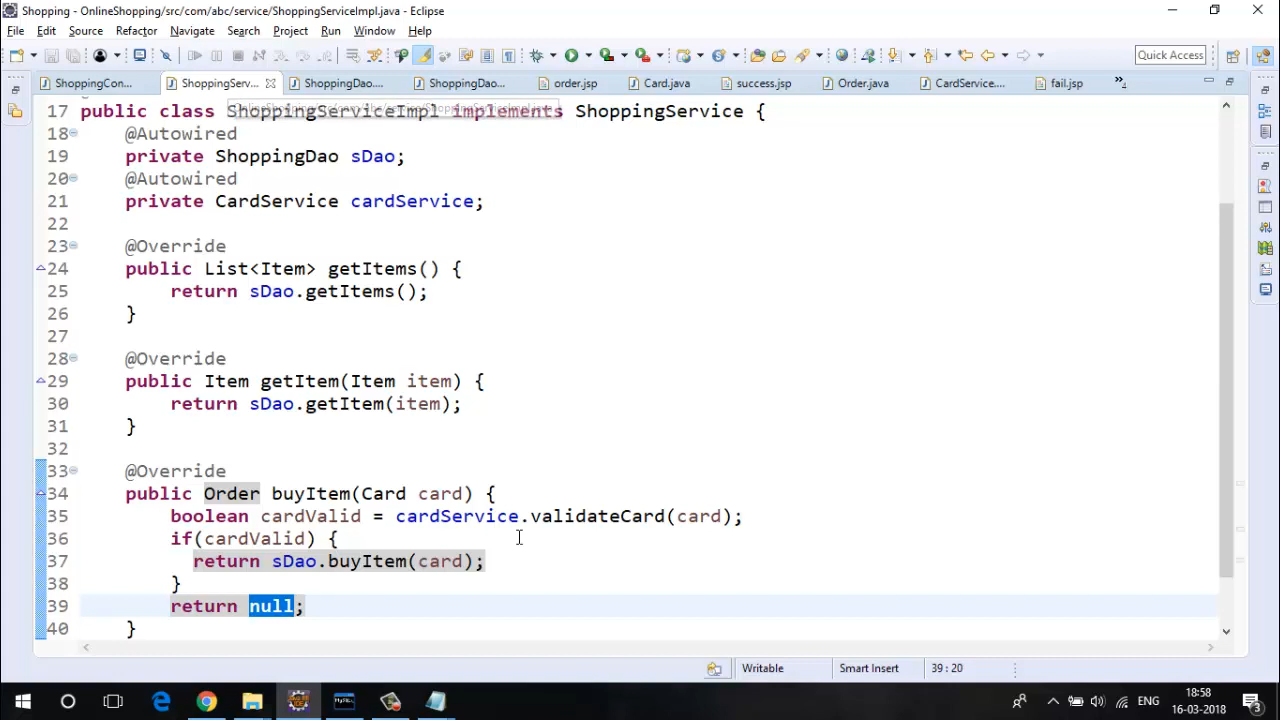 Shopping - OnlineShopping/src/com/abc/service/ShoppingServiceImpl.java - Eclipse
File Edit Source Refactor Navigate Search Project Run Window Help
Quick Access
ShoppingCon... ShoppingServ... ShoppingDao.... ShoppingDao... order.jsp Card.java success.jsp Order.java CardService.... fail.jsp
17 public class ShoppingServiceImpl implements ShoppingService {
18 @Autowired
19 private ShoppingDao sDao;
20 @Autowired
21 private CardService cardService;
22
23 @Override
24 public List<Item> getItems() {
25 return sDao.getItems();
26 }
27
28 @Override
29 public Item getItem(Item item) {
30 return sDao.getItem(item);
31 }
32
33 @Override
34 public Order buyItem(Card card) {
35 boolean cardValid = cardService.validateCard(card);
36 if(cardValid) {
37 return sDao.buyItem(card);
38 }
39 return null;
40 }
Writable Smart Insert 39 : 20
ENG 18:58
16-03-2018